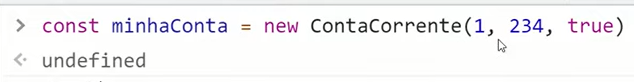 > const minhaConta = new ContaCorrente(1, 234, true)
undefined